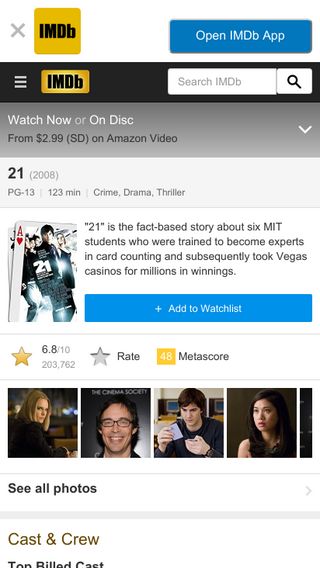 IMDb
Open IMDb App
IMDb
Search IMDb
Watch Now or On Disc
From $2.99 (SD) on Amazon Video
21 (2008)
PG-13 | 123 min | Crime, Drama, Thriller
A
21
"21" is the fact-based story about six MIT
students who were trained to become experts
in card counting and subsequently took Vegas
casinos for millions in winnings.
+ Add to Watchlist
6.8/10
203,762
Rate
48 Metascore
THE CINEMA SOCIETY
See all photos
Cast & Crew
Top Billed Cast